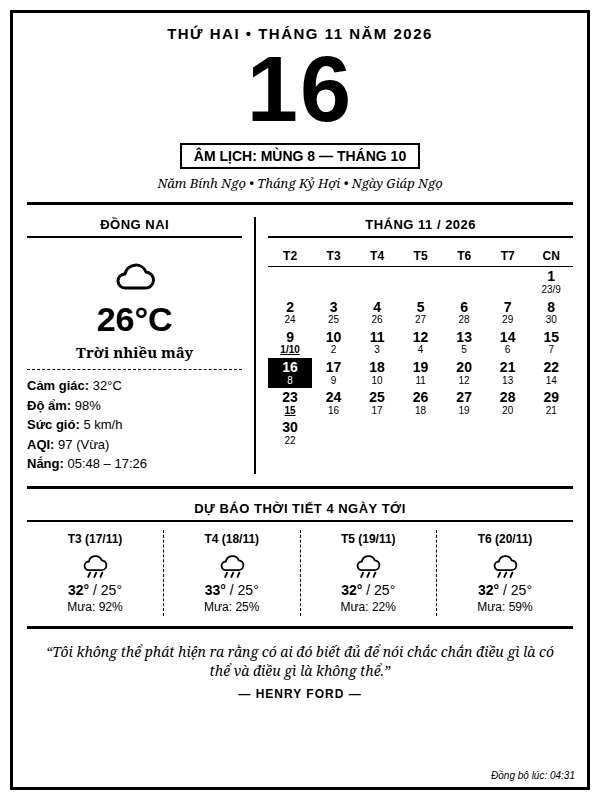 THỨ HAI • THÁNG 11 NĂM 2026
16
ÂM LỊCH: MÙNG 8 — THÁNG 10
Năm Bính Ngọ • Tháng Kỷ Hợi • Ngày Giáp Ngọ
ĐỒNG NAI
26°C
Trời nhiều mây
Cảm giác: 32°C
Độ ẩm: 98%
Sức gió: 5 km/h
AQI: 97 (Vừa)
Nắng: 05:48 – 17:26
THÁNG 11 / 2026
T2 T3 T4 T5 T6 T7 CN
1
23/9
2 3 4 5 6 7 8
24 25 26 27 28 29 30
9 10 11 12 13 14 15
1/10 2 3 4 5 6 7
16 17 18 19 20 21 22
8 9 10 11 12 13 14
23 24 25 26 27 28 29
15 16 17 18 19 20 21
30
22
DỰ BÁO THỜI TIẾT 4 NGÀY TỚI
T3 (17/11) T4 (18/11) T5 (19/11) T6 (20/11)
32° / 25° 33° / 25° 32° / 25° 32° / 25°
Mưa: 92% Mưa: 25% Mưa: 22% Mưa: 59%
“Tôi không thể phát hiện ra rằng có ai đó biết đủ để nói chắc chắn điều gì là có
thể và điều gì là không thể.”
— HENRY FORD —
Đồng bộ lúc: 04:31